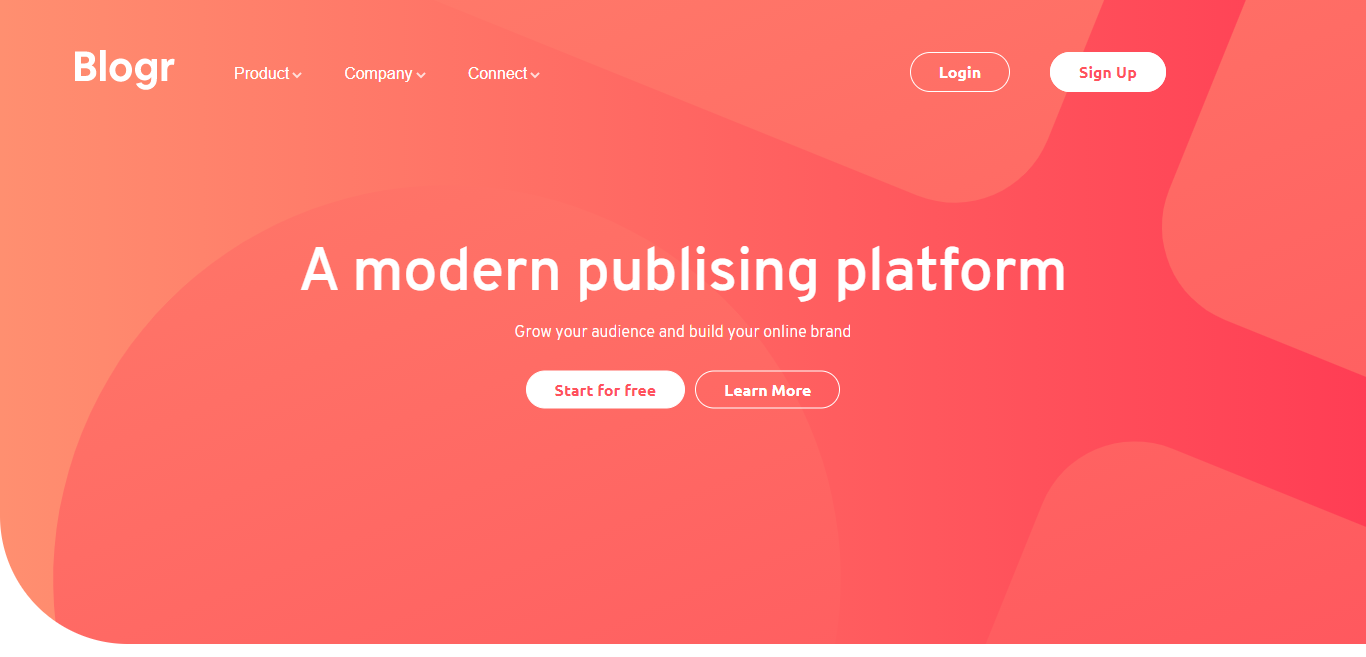 Blogr Product Company Connect Login Sign Up
A modern publising platform
Grow your audience and build your online brand
Start for free Learn More